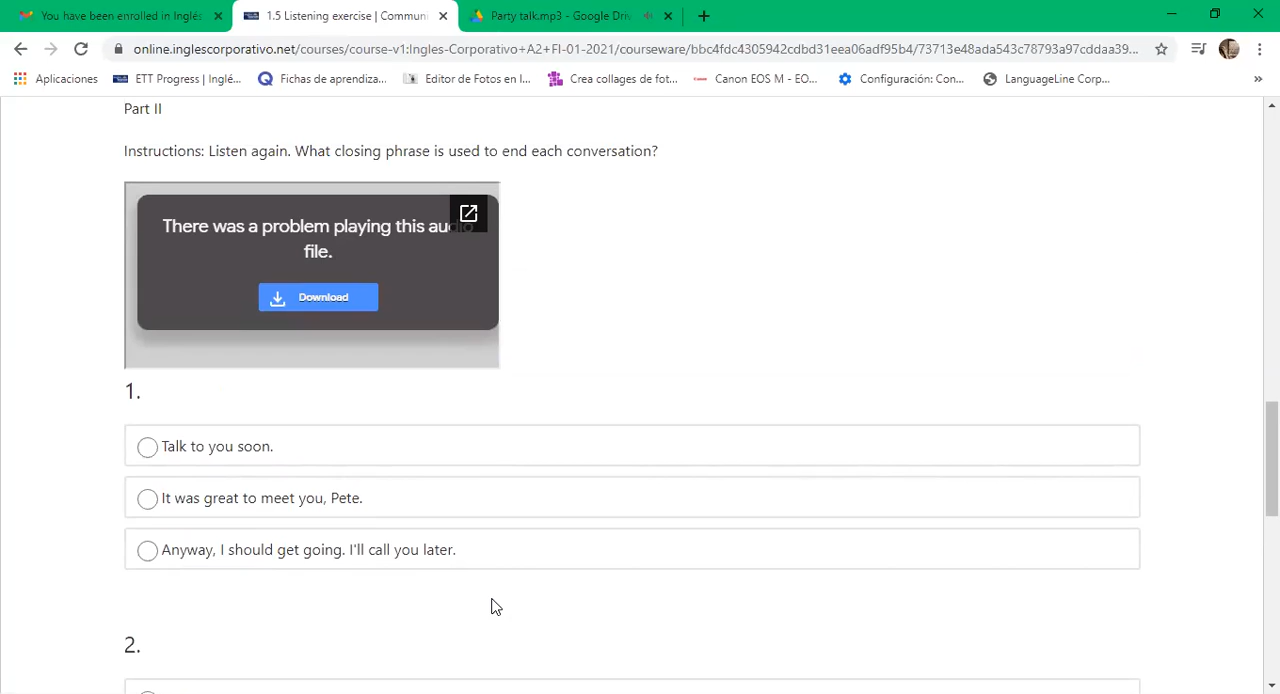 You have been enrolled in Inglés
1.5 Listening exercise | Commun
Party talk.mp3 - Google Driv
online.inglescorporativo.net/courses/course-v1:Ingles-Corporativo+A2+FI-01-2021/courseware/bbc4fdc4305942cdbd31eea06adf95b4/73713e48ada543c78793a97cddaa39...
Aplicaciones
ETT Progress | Inglé...
Fichas de aprendiza...
Editor de Fotos en l...
Crea collages de fot...
Canon EOS M - EO...
Configuración: Con...
LanguageLine Corp...
»
Part II
Instructions: Listen again. What closing phrase is used to end each conversation?
There was a problem playing this audio
file.
Download
1.
Talk to you soon.
It was great to meet you, Pete.
Anyway, I should get going. I'll call you later.
2.